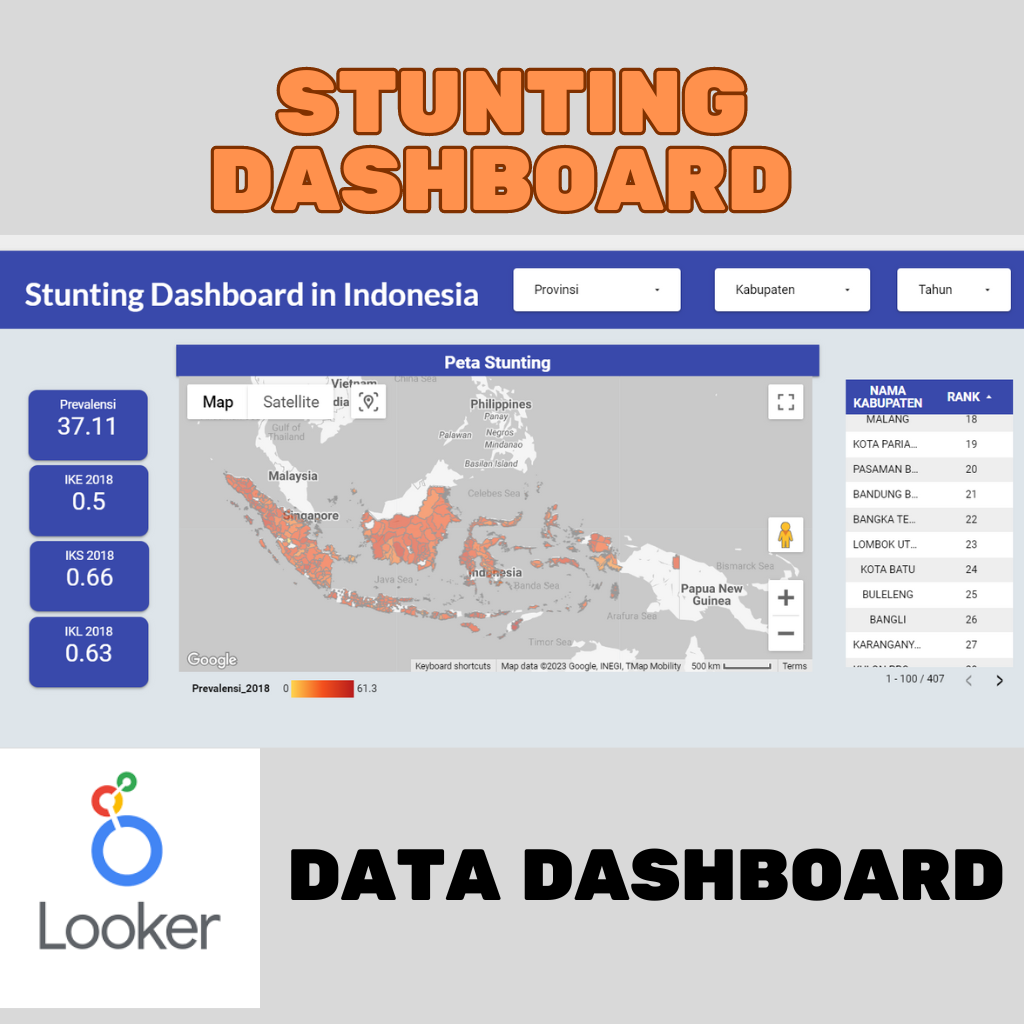 STUNTING
DASHBOARD
Stunting Dashboard in Indonesia
Provinsi
Kabupaten
Tahun
Peta Stunting
Prevalensi
37.11
IKE 2018
0.5
IKS 2018
0.66
IKL 2018
0.63
Map
Satellite
Vietnam
China Sea
Gulf of
Thailand
Philippines
Panay
Palawan
Negros
Mindanao
Basilan Island
Malaysia
Celebes Sea
Singapore
Indonesia
Java Sea
Banda Sea
Bismarck Sea
Papua New
Guinea
Arafura Sea
Timor Sea
Google
Keyboard shortcuts
Map data ©2023 Google, INEGI, TMap Mobility
500 km
Terms
Prevalensi_2018 0 61.3
NAMA
KABUPATEN
RANK
MALANG 18
KOTA PARIA... 19
PASAMAN B... 20
BANDUNG B... 21
BANGKA TE... 22
LOMBOK UT... 23
KOTA BATU 24
BULELENG 25
BANGLI 26
KARANGANY... 27
1 - 100 / 407
Looker
DATA DASHBOARD